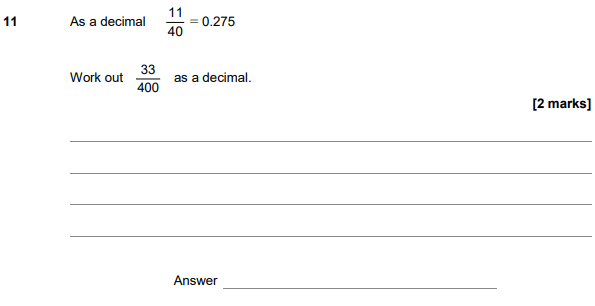 11 As a decimal 11/40 = 0.275
Work out 33/400 as a decimal.
[2 marks]
Answer